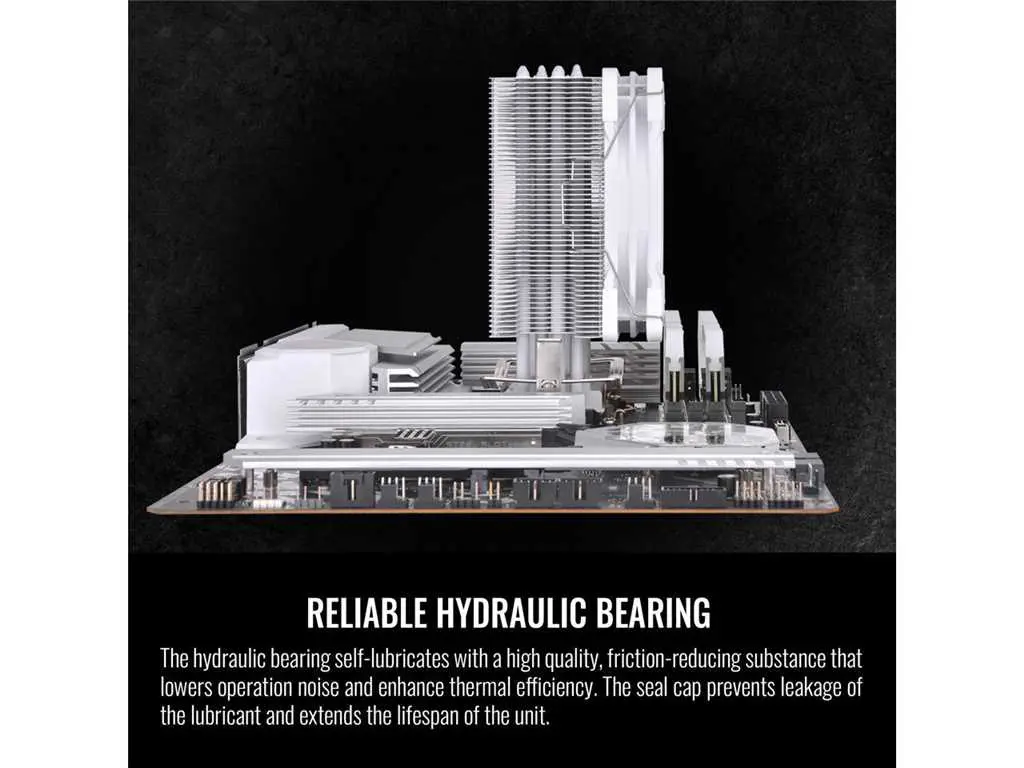 RELIABLE HYDRAULIC BEARING
The hydraulic bearing self-lubricates with a high quality, friction-reducing substance that
lowers operation noise and enhance thermal efficiency. The seal cap prevents leakage of
the lubricant and extends the lifespan of the unit.